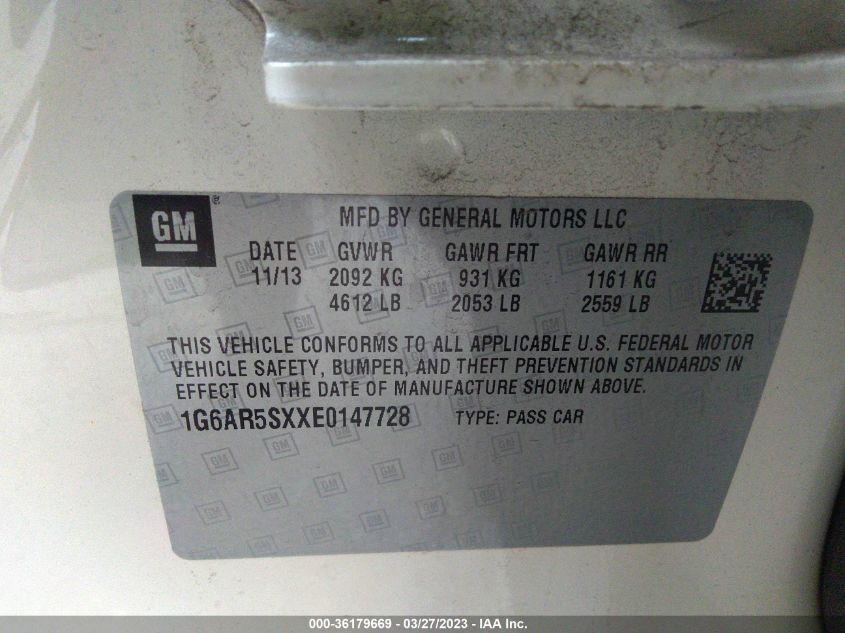 GM®
MFD BY GENERAL MOTORS LLC
DATE GVWR GAWR FRT GAWR RR
11/13 2092 KG 931 KG 1161 KG
4612 LB 2053 LB 2559 LB
THIS VEHICLE CONFORMS TO ALL APPLICABLE U.S. FEDERAL MOTOR
VEHICLE SAFETY, BUMPER, AND THEFT PREVENTION STANDARDS IN
EFFECT ON THE DATE OF MANUFACTURE SHOWN ABOVE.
1G6AR5SXXE0147728 TYPE: PASS CAR
000-36179669 - 03/27/2023 - IAA Inc.